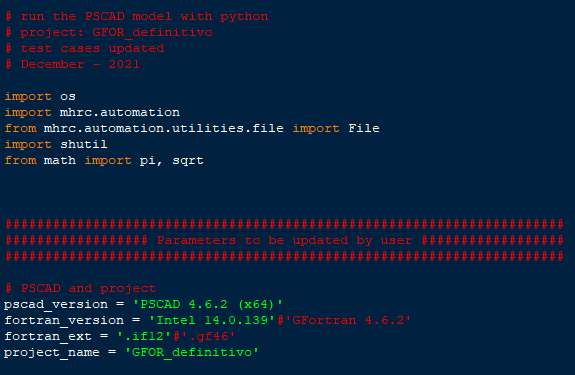 # run the PSCAD model with python
# project: GFOR_definitivo
# test cases updated
# December - 2021
import os
import mhrc.automation
from mhrc.automation.utilities.file import File
import shutil
from math import pi, sqrt
######################################################################
################## Parameters to be updated by user ##################
######################################################################
# PSCAD and project
pscad_version = 'PSCAD 4.6.2 (x64)'
fortran_version = 'Intel 14.0.139'#'GFortran 4.6.2'
fortran_ext = '.if12'#'.gf46'
project_name = 'GFOR_definitivo'